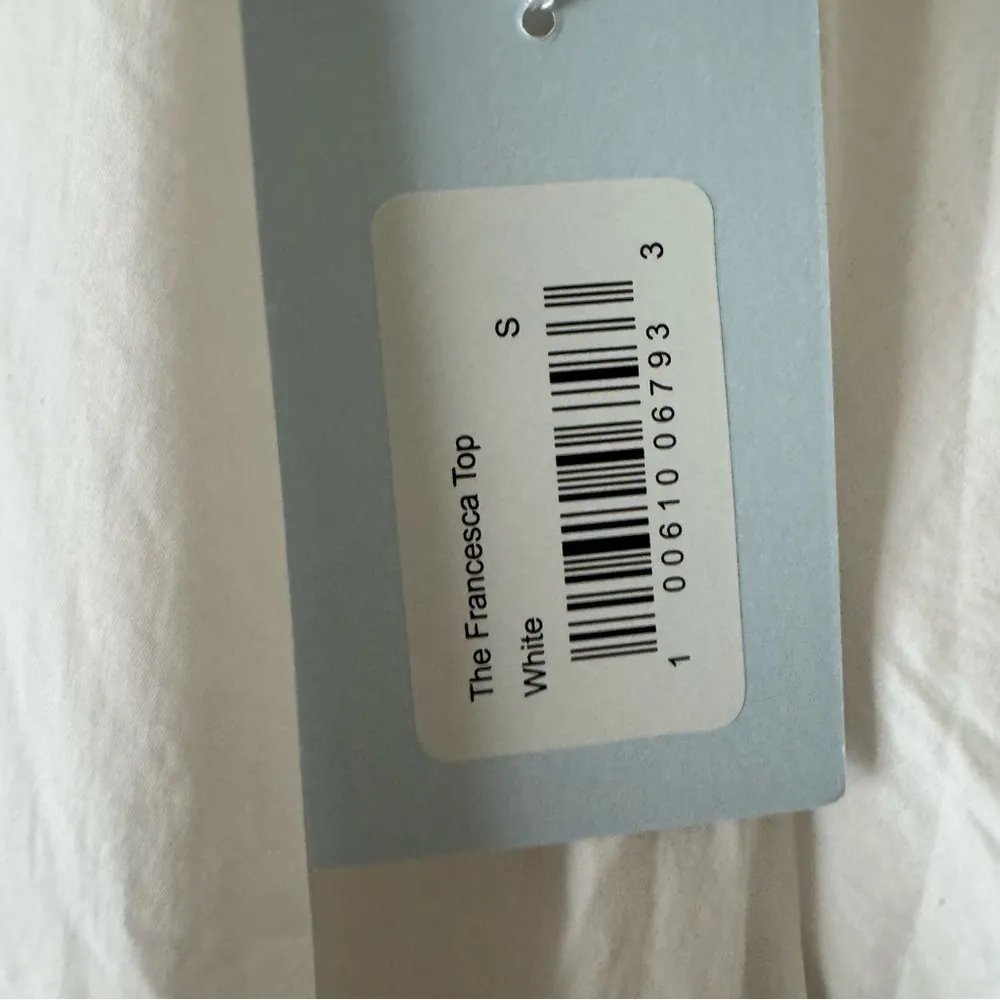 The Francesca Top
White S
1 00610 06793 3